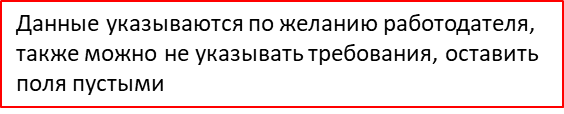 Данные указываются по желанию работодателя,
также можно не указывать требования, оставить
поля пустыми